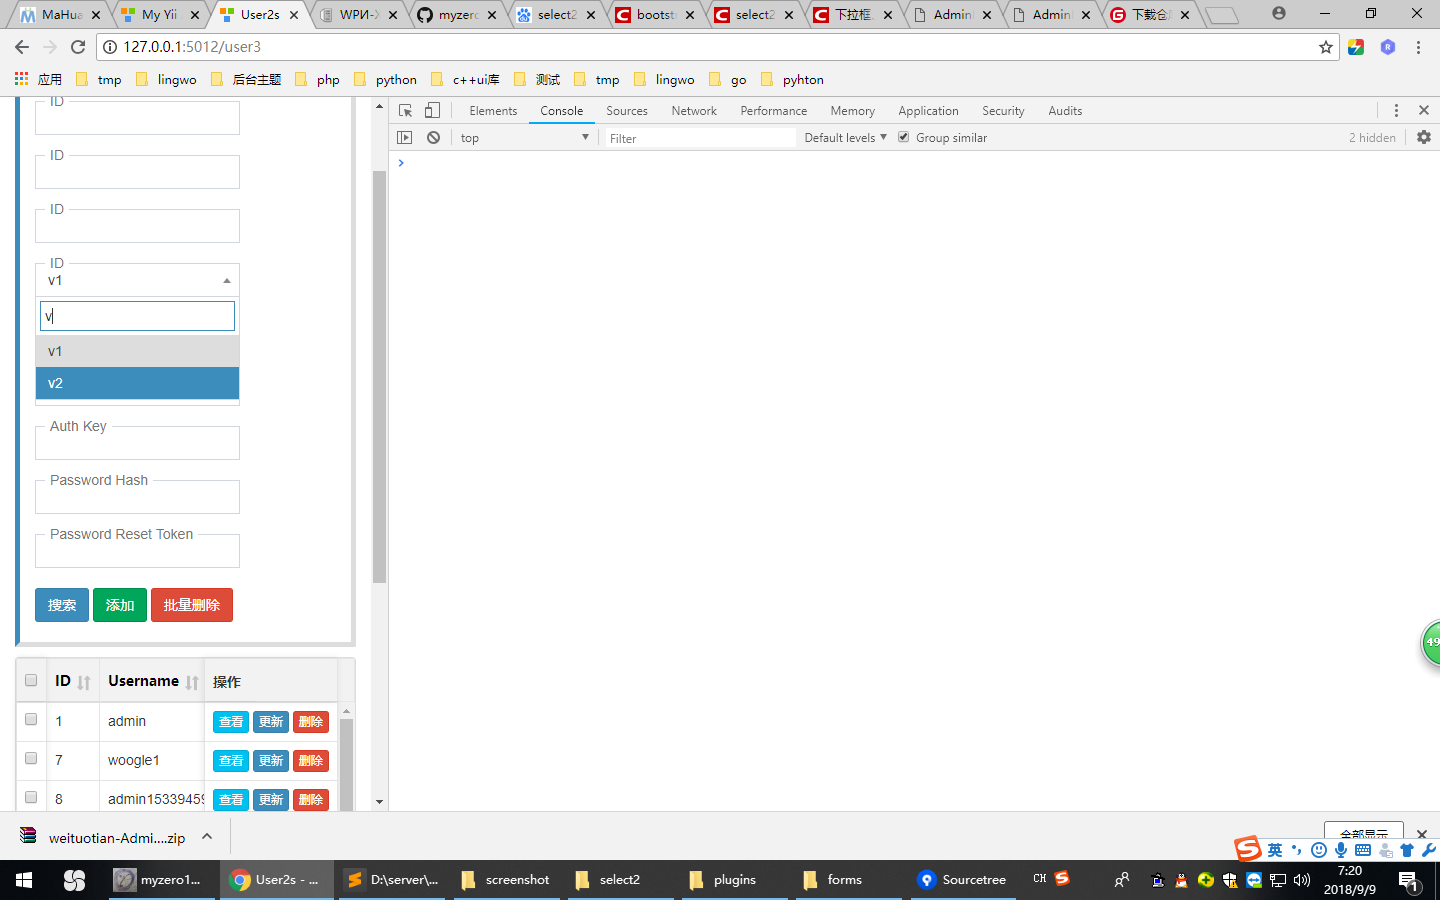 MaHua
My Yii
User2s
WPИ-X
myzero
select2
bootst
select2
下拉框
Admin
Admin
下载仓
127.0.0.1:5012/user3
应用
tmp
lingwo
后台主题
php
python
c++ui库
测试
tmp
lingwo
go
pyhton
ID
ID
ID
ID
v1
v
v1
v2
Auth Key
Password Hash
Password Reset Token
搜索 添加 批量删除
ID Username 操作
1 admin 查看 更新 删除
7 woogle1 查看 更新 删除
8 admin15339459 查看 更新 删除
Elements Console Sources Network Performance Memory Application Security Audits
top Filter Default levels Group similar 2 hidden
49
weituotian-Admi....zip
全部显示
英
myzero1...
User2s - ...
D:\server\...
screenshot
select2
plugins
forms
Sourcetree
CH
7:20
2018/9/9
1